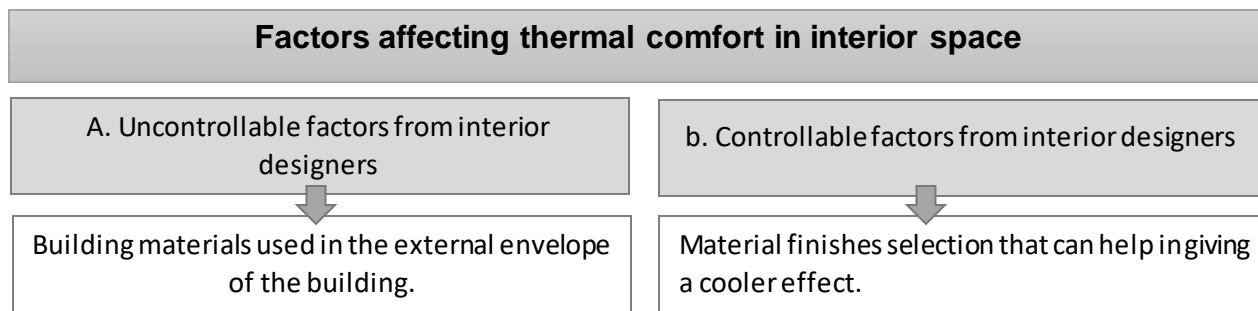 Factors affecting thermal comfort in interior space
A. Uncontrollable factors from interior
designers
b. Controllable factors from interior designers
Building materials used in the external envelope
of the building.
Material finishes selection that can help in giving
a cooler effect.